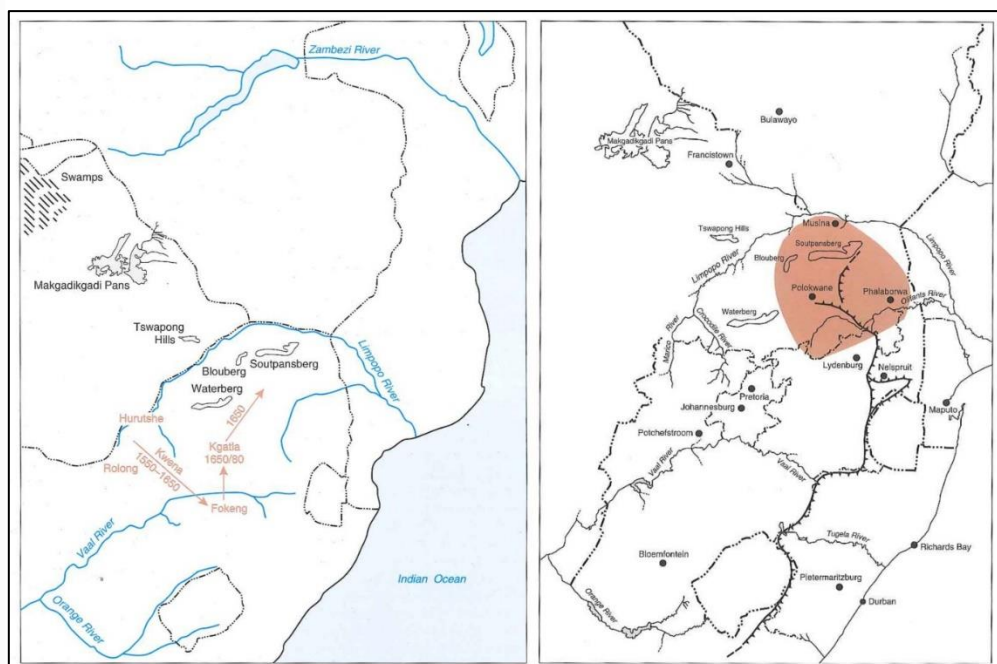 Zambezi River
Swamps
Makgadikgadi Pans
Tswapong
Hills
Blouberg
Soutpansberg
Waterberg
Limpopo River
Hurutshe
Kwena
1550–1650
Rolong
1650
Kgatla
1650/80
Fokeng
Vaal River
Orange River
Indian Ocean
Bulawayo
Makgadikgadi Pans
Francistown
Musina
Tswapong Hills
Soutpansberg
Blouberg
Limpopo River
Limpopo River
Polokwane
Phalaborwa
Olifants River
Waterberg
Crocodile River
Marico River
Lydenburg
Nelspruit
Pretoria
Johannesburg
Maputo
Potchefstroom
Vaal River
Vaal River
Tugela River
Richards Bay
Bloemfontein
Pietermaritzburg
Durban
Orange River